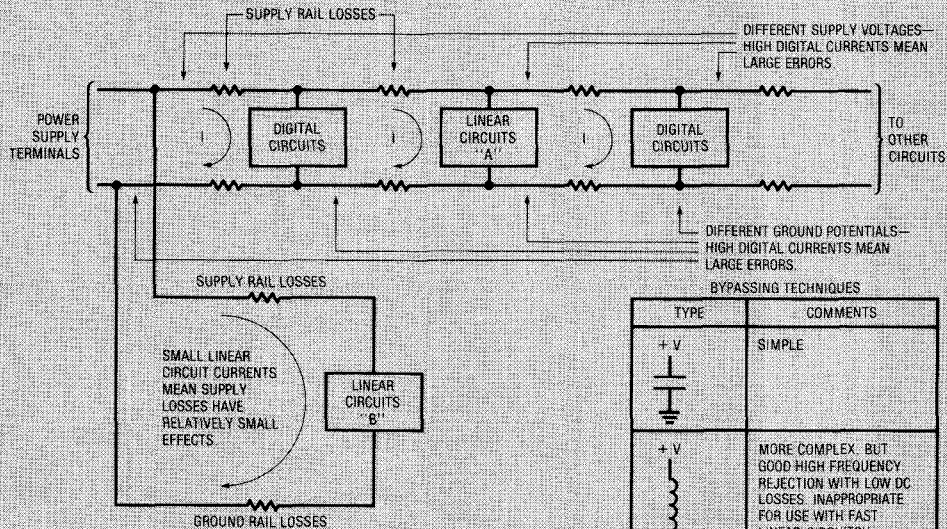 SUPPLY RAIL LOSSES
DIFFERENT SUPPLY VOLTAGES—
HIGH DIGITAL CURRENTS MEAN
LARGE ERRORS.
POWER
SUPPLY
TERMINALS
I
DIGITAL
CIRCUITS
I
LINEAR
CIRCUITS
"A"
I
DIGITAL
CIRCUITS
TO
OTHER
CIRCUITS
DIFFERENT GROUND POTENTIALS—
HIGH DIGITAL CURRENTS MEAN
LARGE ERRORS.
SUPPLY RAIL LOSSES
SMALL LINEAR
CIRCUIT CURRENTS
MEAN SUPPLY
LOSSES HAVE
RELATIVELY SMALL
EFFECTS
LINEAR
CIRCUITS
"B"
GROUND RAIL LOSSES
BYPASSING TECHNIQUES
TYPE
COMMENTS
+ V
SIMPLE
+ V
MORE COMPLEX. BUT
GOOD HIGH FREQUENCY
REJECTION WITH LOW DC
LOSSES. INAPPROPRIATE
FOR USE WITH FAST